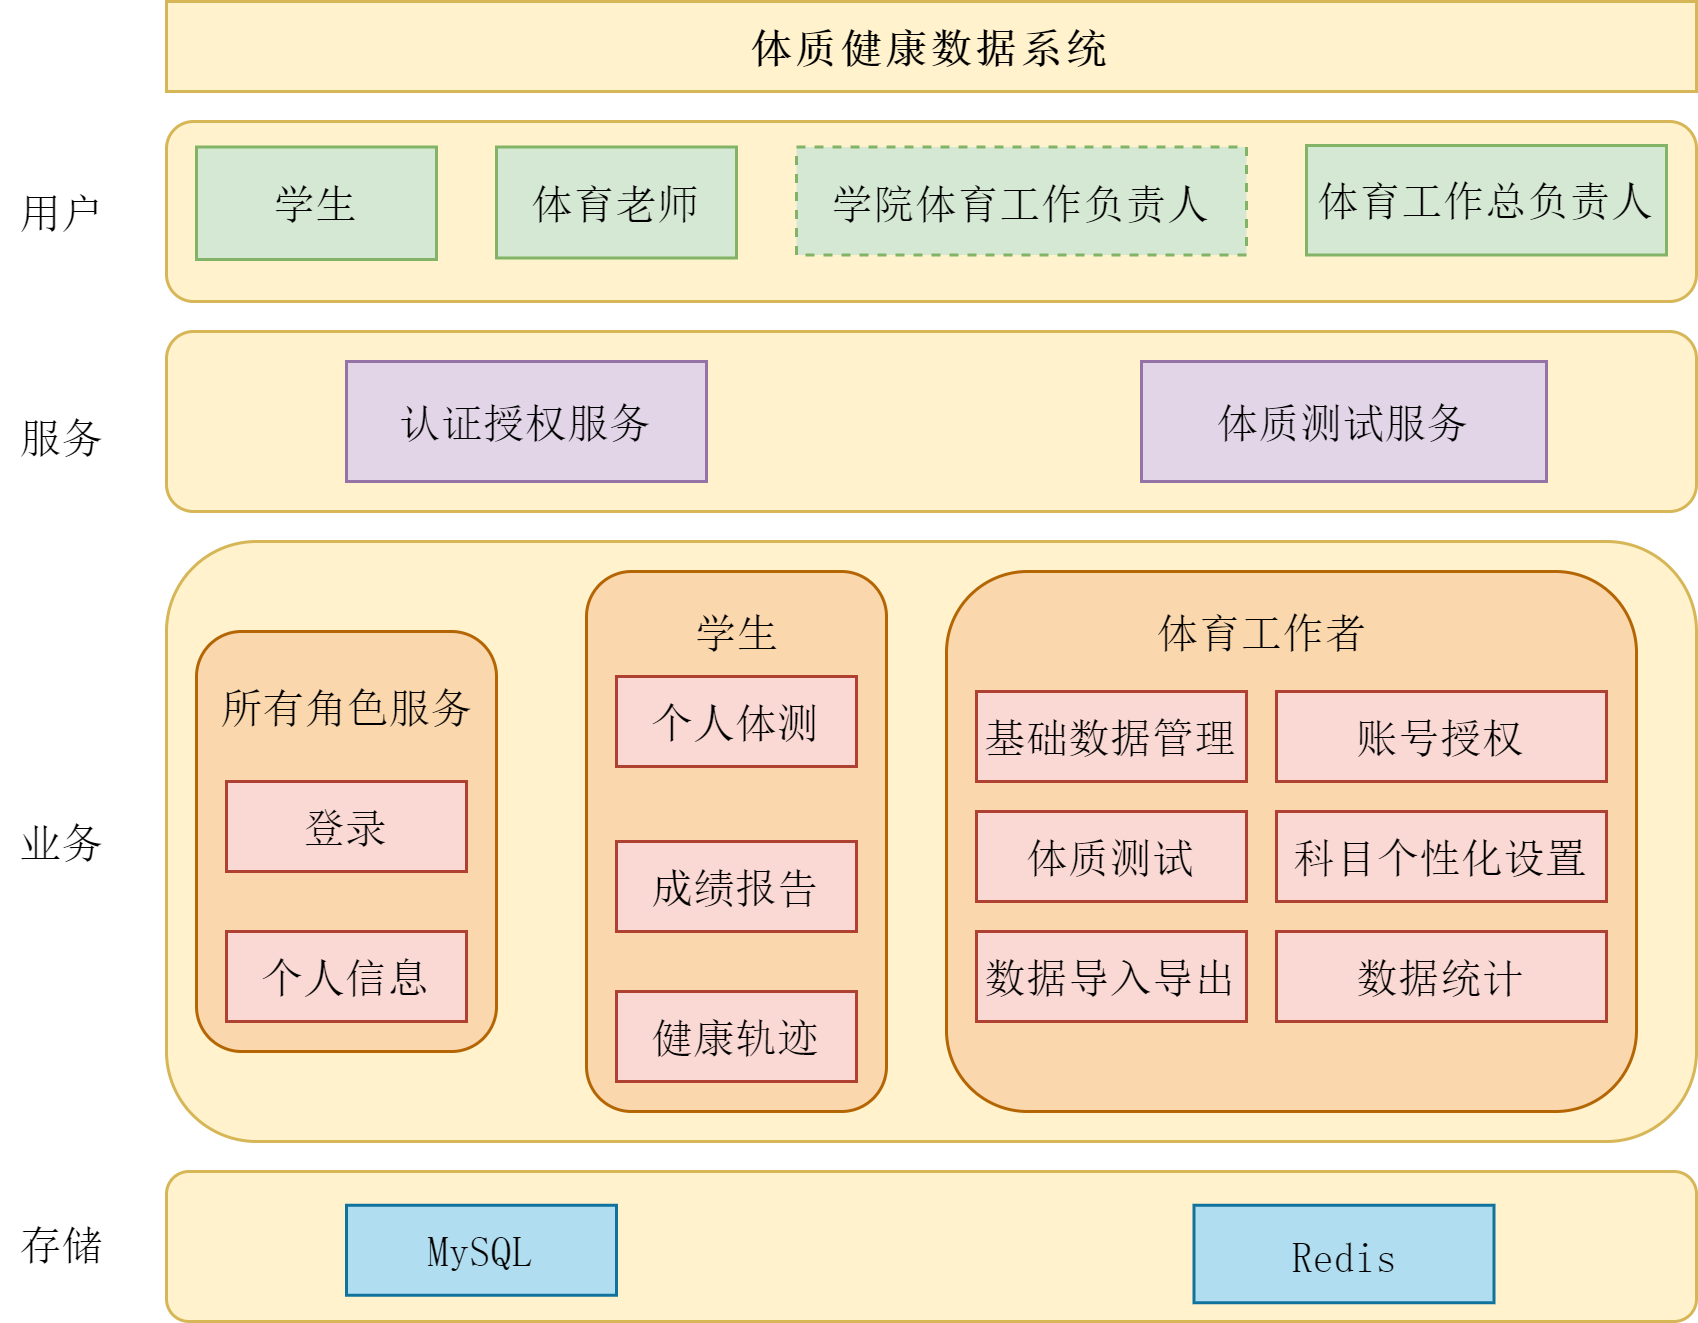 体质健康数据系统
用户
学生
体育老师
学院体育工作负责人
体育工作总负责人
服务
认证授权服务
体质测试服务
业务
所有角色服务
登录
个人信息
学生
个人体测
成绩报告
健康轨迹
体育工作者
基础数据管理
账号授权
体质测试
科目个性化设置
数据导入导出
数据统计
存储
MySQL
Redis